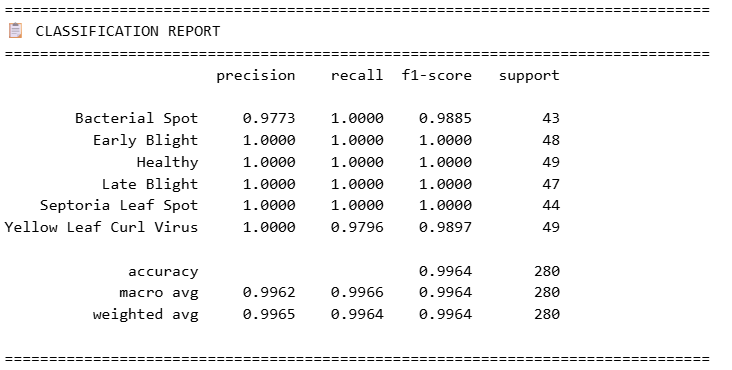 ================================================================================
📋 CLASSIFICATION REPORT
================================================================================
precision recall f1-score support
Bacterial Spot 0.9773 1.0000 0.9885 43
Early Blight 1.0000 1.0000 1.0000 48
Healthy 1.0000 1.0000 1.0000 49
Late Blight 1.0000 1.0000 1.0000 47
Septoria Leaf Spot 1.0000 1.0000 1.0000 44
Yellow Leaf Curl Virus 1.0000 0.9796 0.9897 49
accuracy 0.9964 280
macro avg 0.9962 0.9966 0.9964 280
weighted avg 0.9965 0.9964 0.9964 280
================================================================================